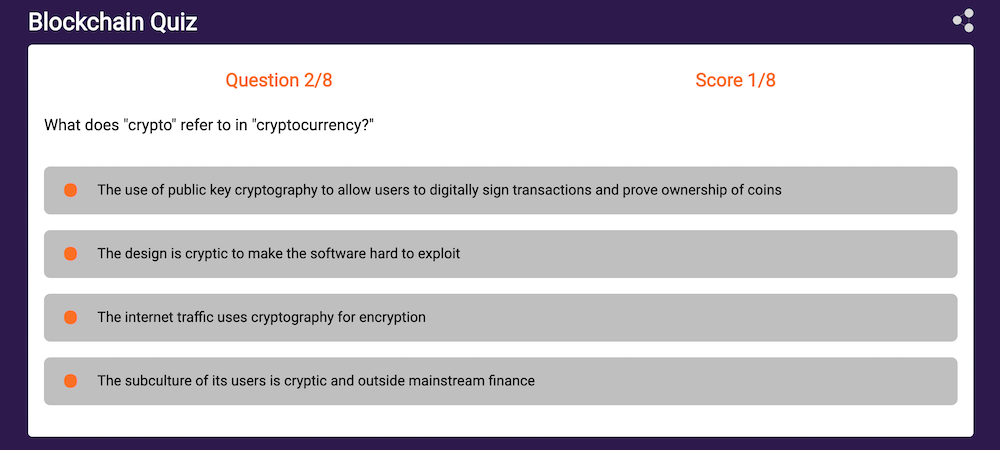 Blockchain Quiz
Question 2/8
Score 1/8
What does "crypto" refer to in "cryptocurrency?"
The use of public key cryptography to allow users to digitally sign transactions and prove ownership of coins
The design is cryptic to make the software hard to exploit
The internet traffic uses cryptography for encryption
The subculture of its users is cryptic and outside mainstream finance